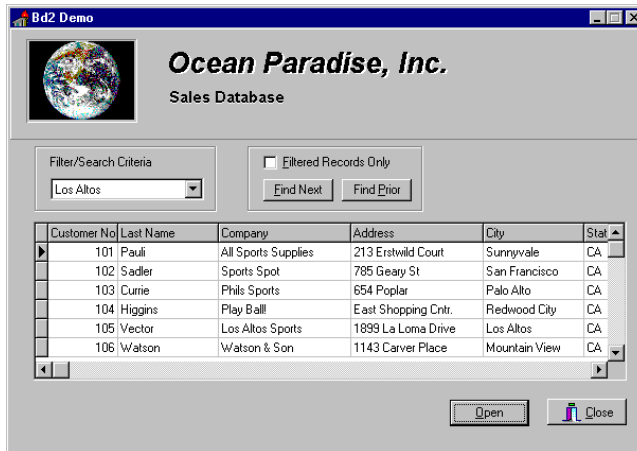 Bd2 Demo
Ocean Paradise, Inc.
Sales Database
Filter/Search Criteria
Los Altos
Filtered Records Only
Find Next Find Prior
Customer No Last Name Company Address City Stat
101 Pauli All Sports Supplies 213 Erstwild Court Sunnyvale CA
102 Sadler Sports Spot 785 Geary St San Francisco CA
103 Currie Phils Sports 654 Poplar Palo Alto CA
104 Higgins Play Ball! East Shopping Cntr. Redwood City CA
105 Vector Los Altos Sports 1899 La Loma Drive Los Altos CA
106 Watson Watson & Son 1143 Carver Place Mountain View CA
Open Close